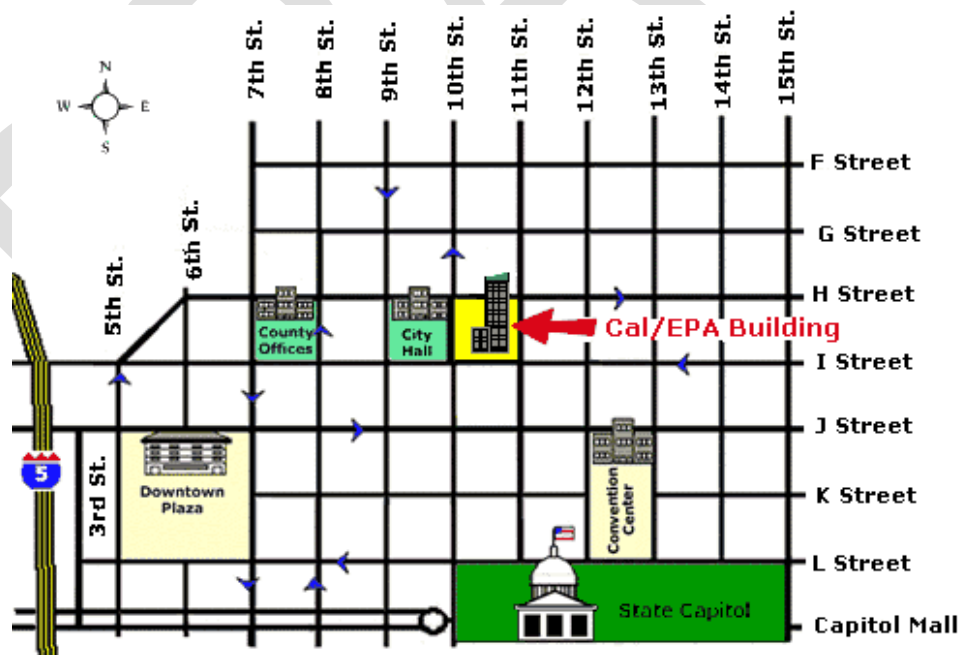 7th St.
8th St.
9th St.
10th St.
11th St.
12th St.
13th St.
14th St.
15th St.
N
W
E
S
F Street
6th St.
G Street
5th St.
H Street
County
Offices
City
Hall
Cal/EPA Building
I Street
J Street
5
3rd St.
Downtown
Plaza
Convention
Center
K Street
L Street
State Capitol
Capitol Mall